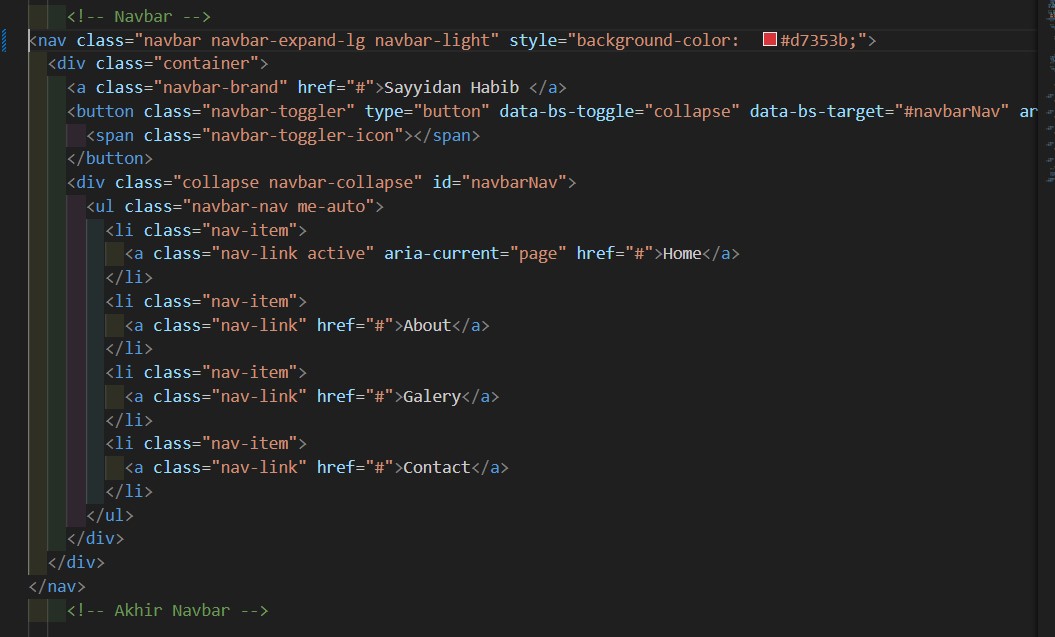 <!-- Navbar -->
<nav class="navbar navbar-expand-lg navbar-light" style="background-color: #d7353b;">
<div class="container">
<a class="navbar-brand" href="#">Sayyidan Habib </a>
<button class="navbar-toggler" type="button" data-bs-toggle="collapse" data-bs-target="#navbarNav" ar
<span class="navbar-toggler-icon"></span>
</button>
<div class="collapse navbar-collapse" id="navbarNav">
<ul class="navbar-nav me-auto">
<li class="nav-item">
<a class="nav-link active" aria-current="page" href="#">Home</a>
</li>
<li class="nav-item">
<a class="nav-link" href="#">About</a>
</li>
<li class="nav-item">
<a class="nav-link" href="#">Galery</a>
</li>
<li class="nav-item">
<a class="nav-link" href="#">Contact</a>
</li>
</ul>
</div>
</div>
</nav>
<!-- Akhir Navbar -->